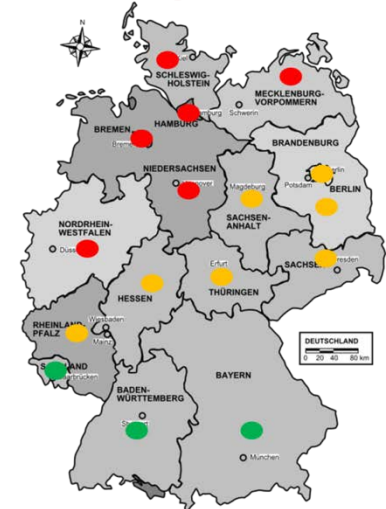 N
SCHLESWIG-
HOLSTEIN
MECKLENBURG-
VORPOMMERN
Schwerin
HAMBURG
BREMEN
BRANDENBURG
NIEDERSACHSEN
Potsdam
BERLIN
Magdeburg
SACHSEN-
ANHALT
NORDRHEIN-
WESTFALEN
Erfurt
THÜRINGEN
HESSEN
Wiesbaden
Mainz
RHEINLAND-
PFALZ
DEUTSCHLAND
0 20 40 80 km
BADEN-
WÜRTTEMBERG
BAYERN
München